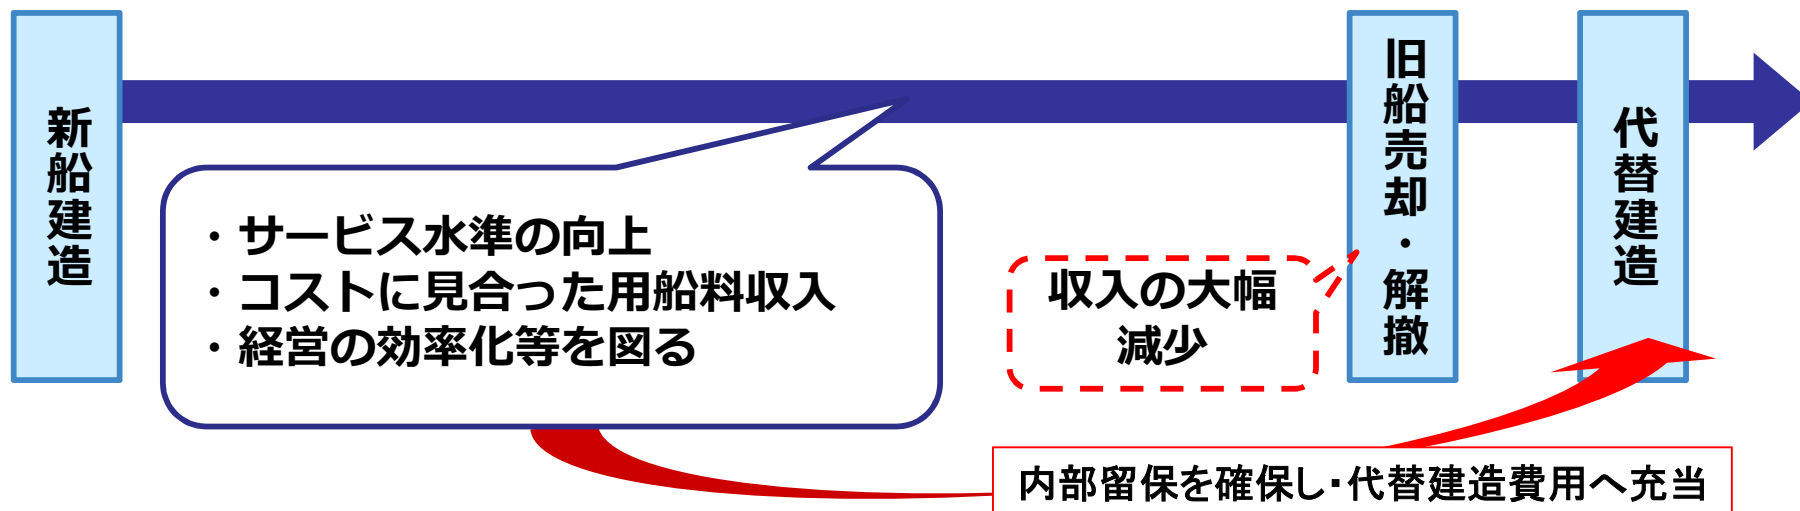 新船建造
・サービス水準の向上
・コストに見合った用船料収入
・経営の効率化等を図る
収入の大幅
減少
旧船売却・解撤
代替建造
内部留保を確保し・代替建造費用へ充当